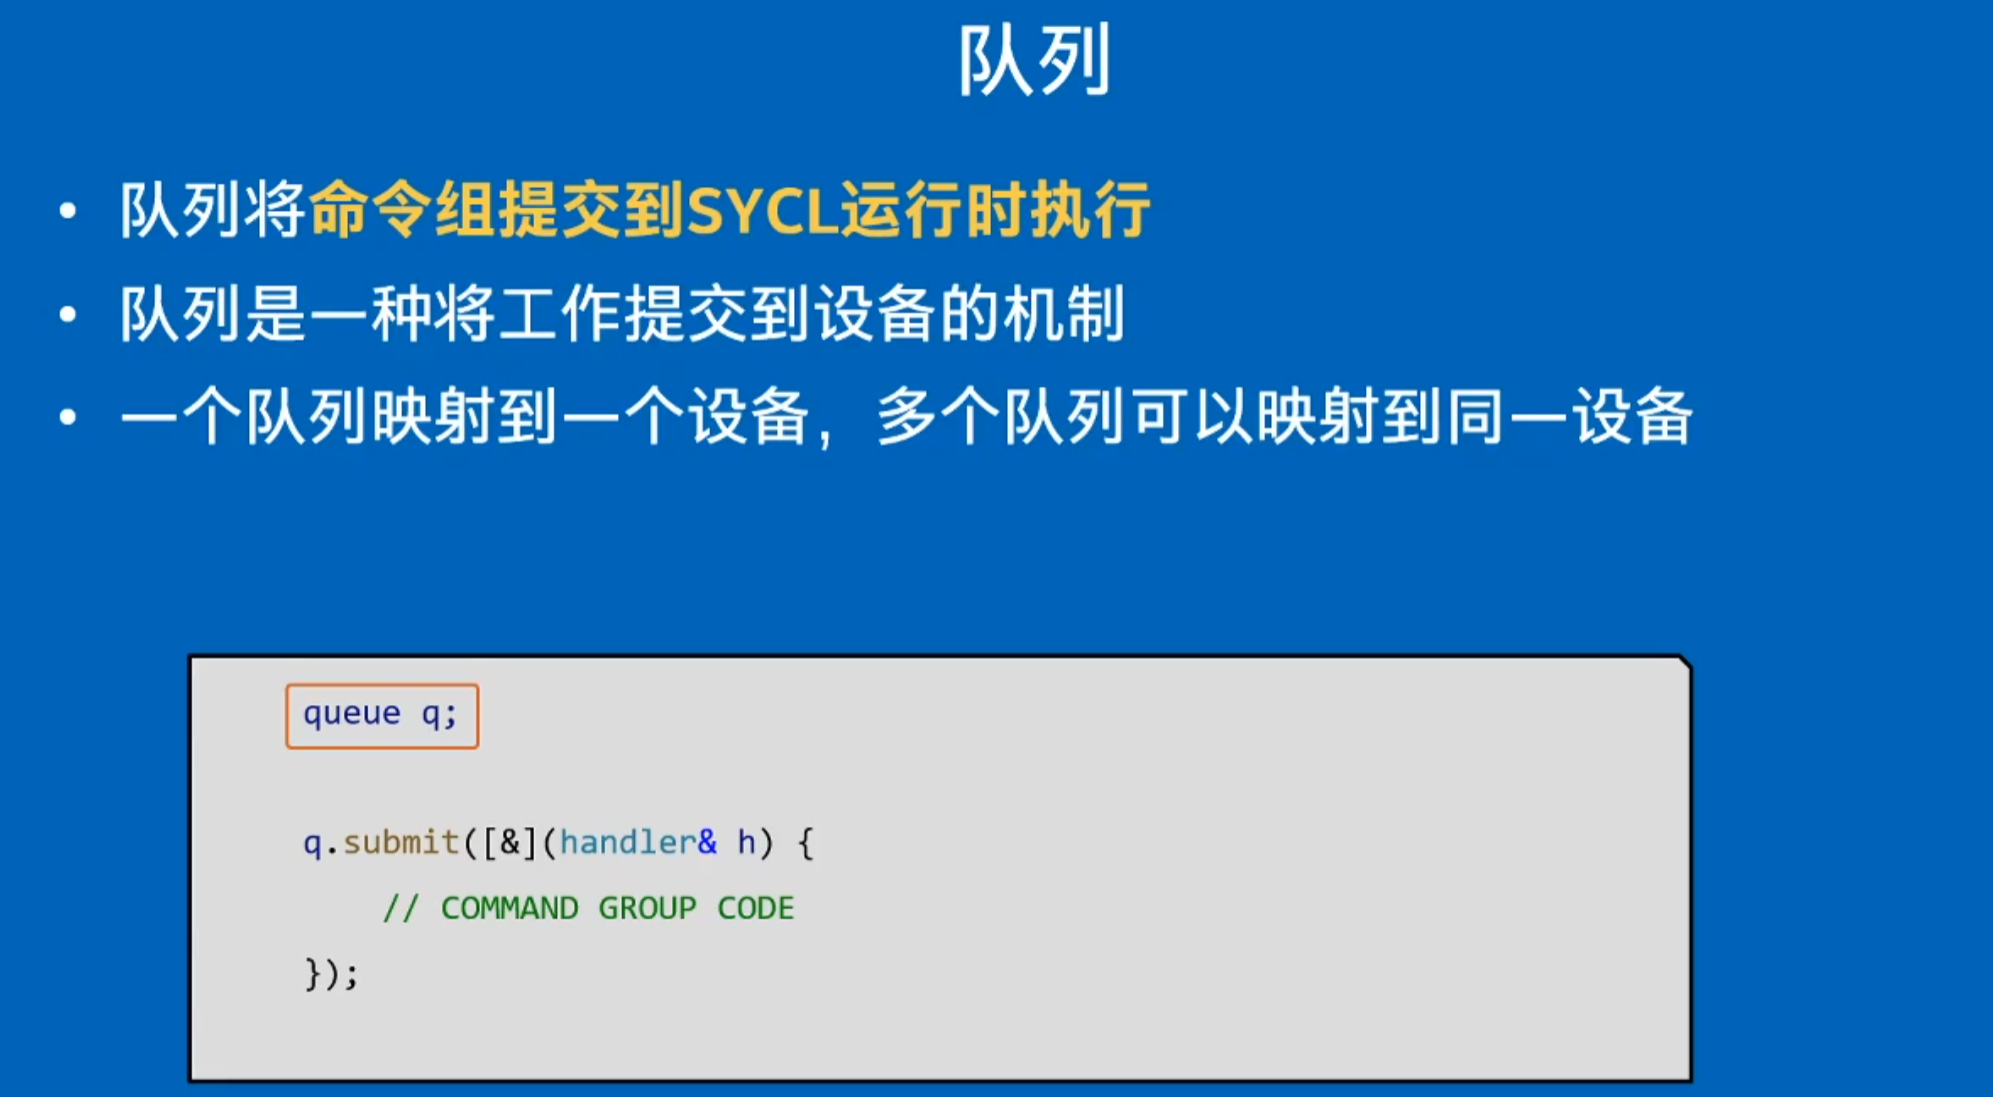 队列
• 队列将命令组提交到SYCL运行时执行
• 队列是一种将工作提交到设备的机制
• 一个队列映射到一个设备，多个队列可以映射到同一设备
queue q;
q.submit([&](handler& h) {
// COMMAND GROUP CODE
});